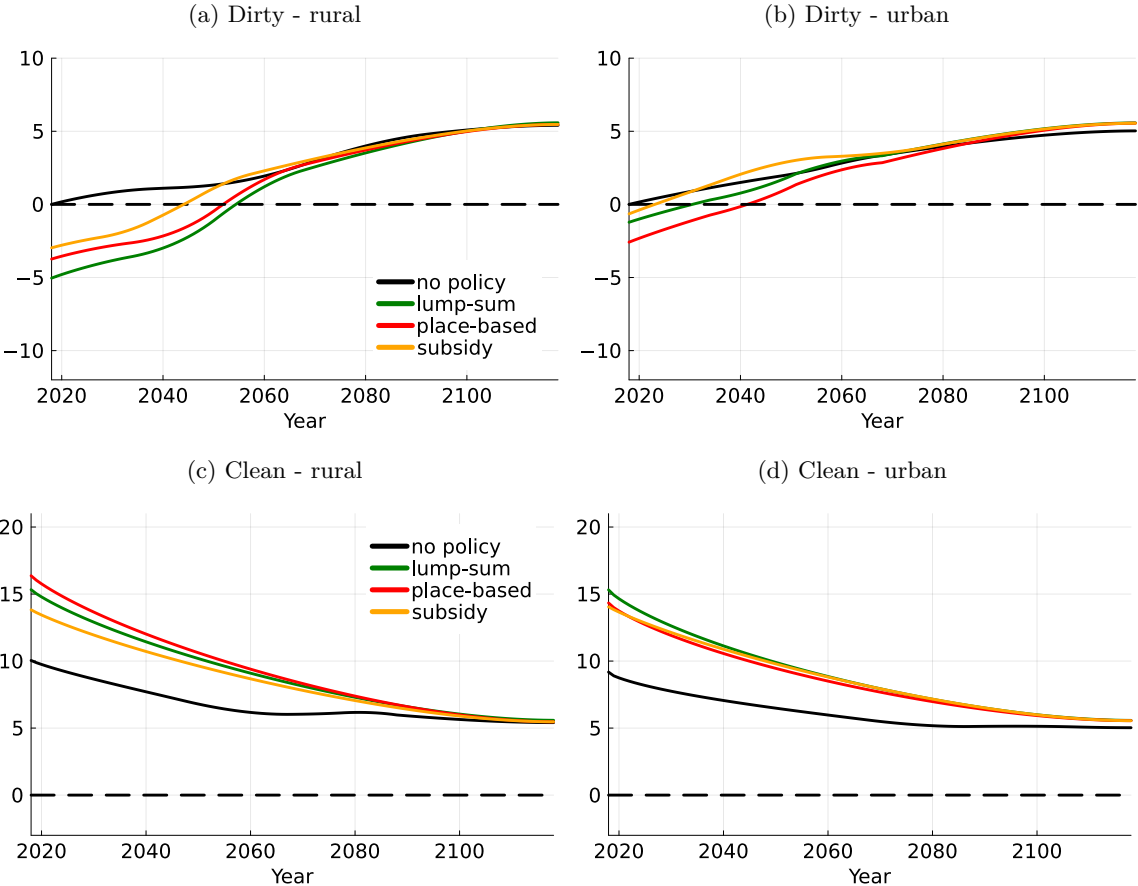 (a) Dirty - rural
10
5
0
−5
−10
no policy
lump-sum
place-based
subsidy
2020 2040 2060 2080 2100
Year
(b) Dirty - urban
10
5
0
−5
−10
2020 2040 2060 2080 2100
Year
(c) Clean - rural
20
15
10
5
0
no policy
lump-sum
place-based
subsidy
2020 2040 2060 2080 2100
Year
(d) Clean - urban
20
15
10
5
0
2020 2040 2060 2080 2100
Year